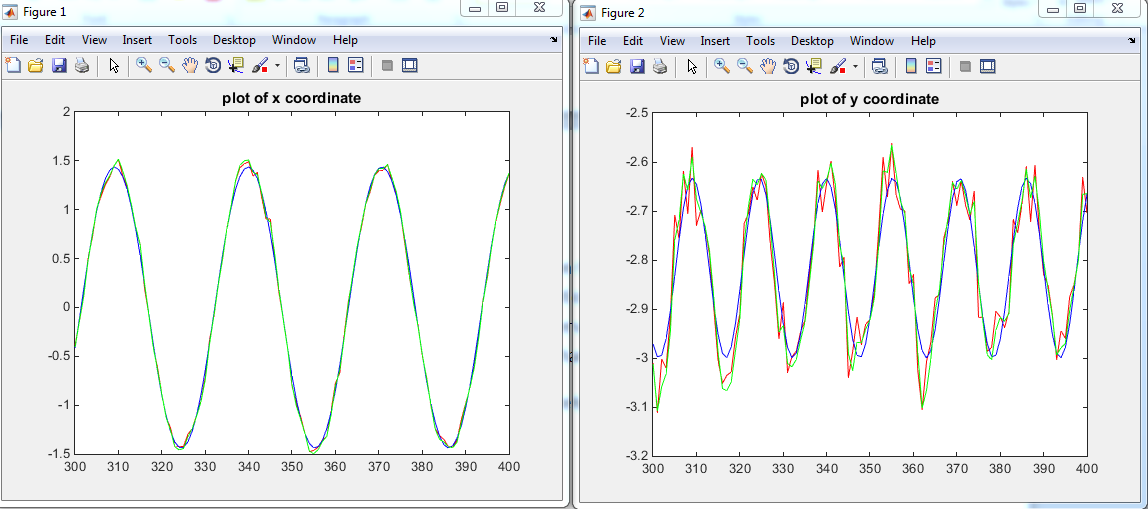 Figure 1
File Edit View Insert Tools Desktop Window Help
plot of x coordinate
2
1.5
1
0.5
0
-0.5
-1
-1.5
300 310 320 330 340 350 360 370 380 390 400
Figure 2
File Edit View Insert Tools Desktop Window Help
plot of y coordinate
-2.5
-2.6
-2.7
-2.8
-2.9
-3
-3.1
-3.2
300 310 320 330 340 350 360 370 380 390 400